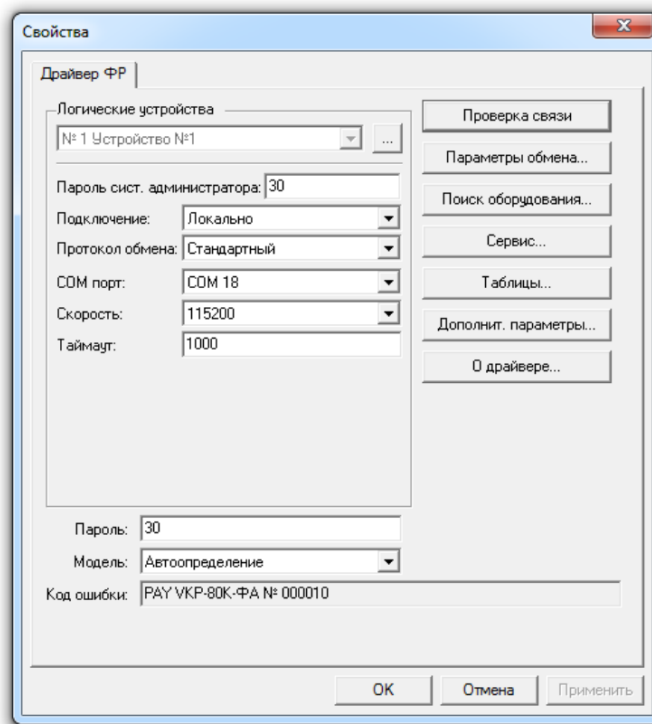 Свойства
Драйвер ФР
Логические устройства
№ 1 Устройство №1
...
Пароль сист. администратора: 30
Подключение: Локально
Протокол обмена: Стандартный
COM порт: COM 18
Скорость: 115200
Таймаут: 1000
Проверка связи
Параметры обмена...
Поиск оборудования...
Сервис...
Таблицы...
Дополнит. параметры...
О драйвере...
Пароль: 30
Модель: Автоопределение
Код ошибки: PAY VKP-80К-ФА № 000010
OK Отмена Применить